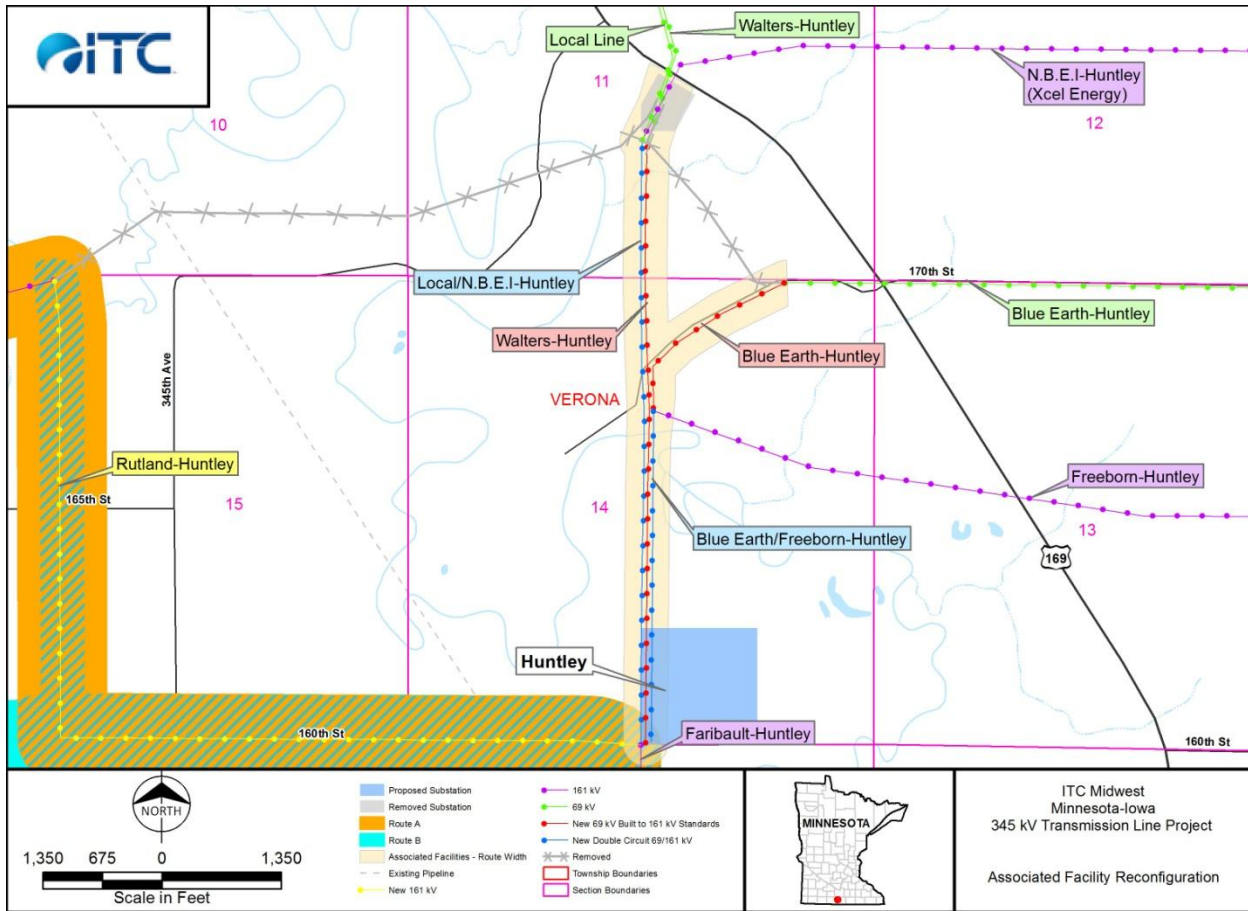 ITC
Local Line
Walters-Huntley
11
N.B.E.I-Huntley
(Xcel Energy)
10
12
Local/N.B.E.I-Huntley
170th St
Blue Earth-Huntley
Walters-Huntley
Blue Earth-Huntley
345th Ave
VERONA
Rutland-Huntley
165th St
15
14
Freeborn-Huntley
13
Blue Earth/Freeborn-Huntley
169
Huntley
160th St
Faribault-Huntley
160th St
NORTH
1,350
675
0
1,350
Scale in Feet
Proposed Substation
Removed Substation
Route A
Route B
Associated Facilities - Route Width
Existing Pipeline
New 161 kV
161 kV
69 kV
New 69 kV Built to 161 kV Standards
New Double Circuit 69/161 kV
Removed
Township Boundaries
Section Boundaries
MINNESOTA
ITC Midwest
Minnesota-Iowa
345 kV Transmission Line Project
Associated Facility Reconfiguration